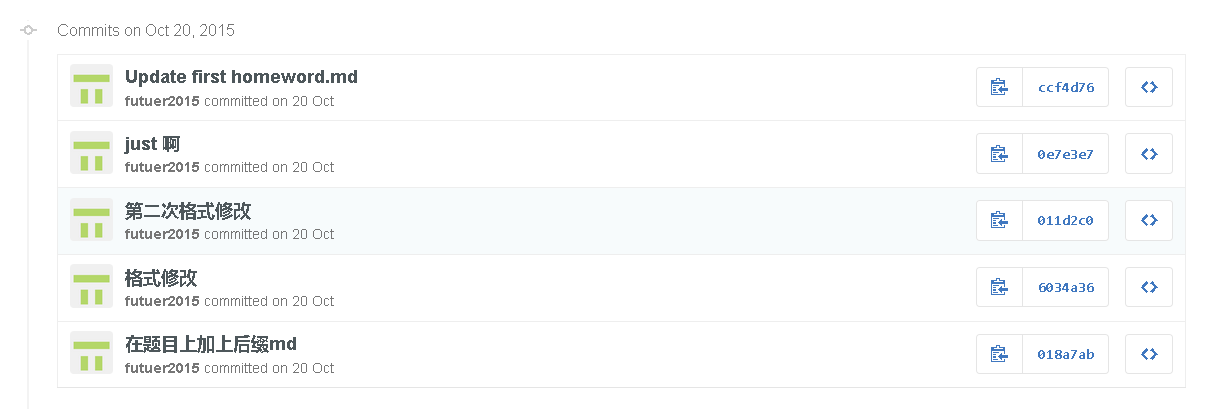 Commits on Oct 20, 2015
Update first homeword.md
futuer2015 committed on 20 Oct
ccf4d76
just 啊
futuer2015 committed on 20 Oct
0e7e3e7
第二次格式修改
futuer2015 committed on 20 Oct
011d2c0
格式修改
futuer2015 committed on 20 Oct
6034a36
在题目上加上后缀md
futuer2015 committed on 20 Oct
018a7ab